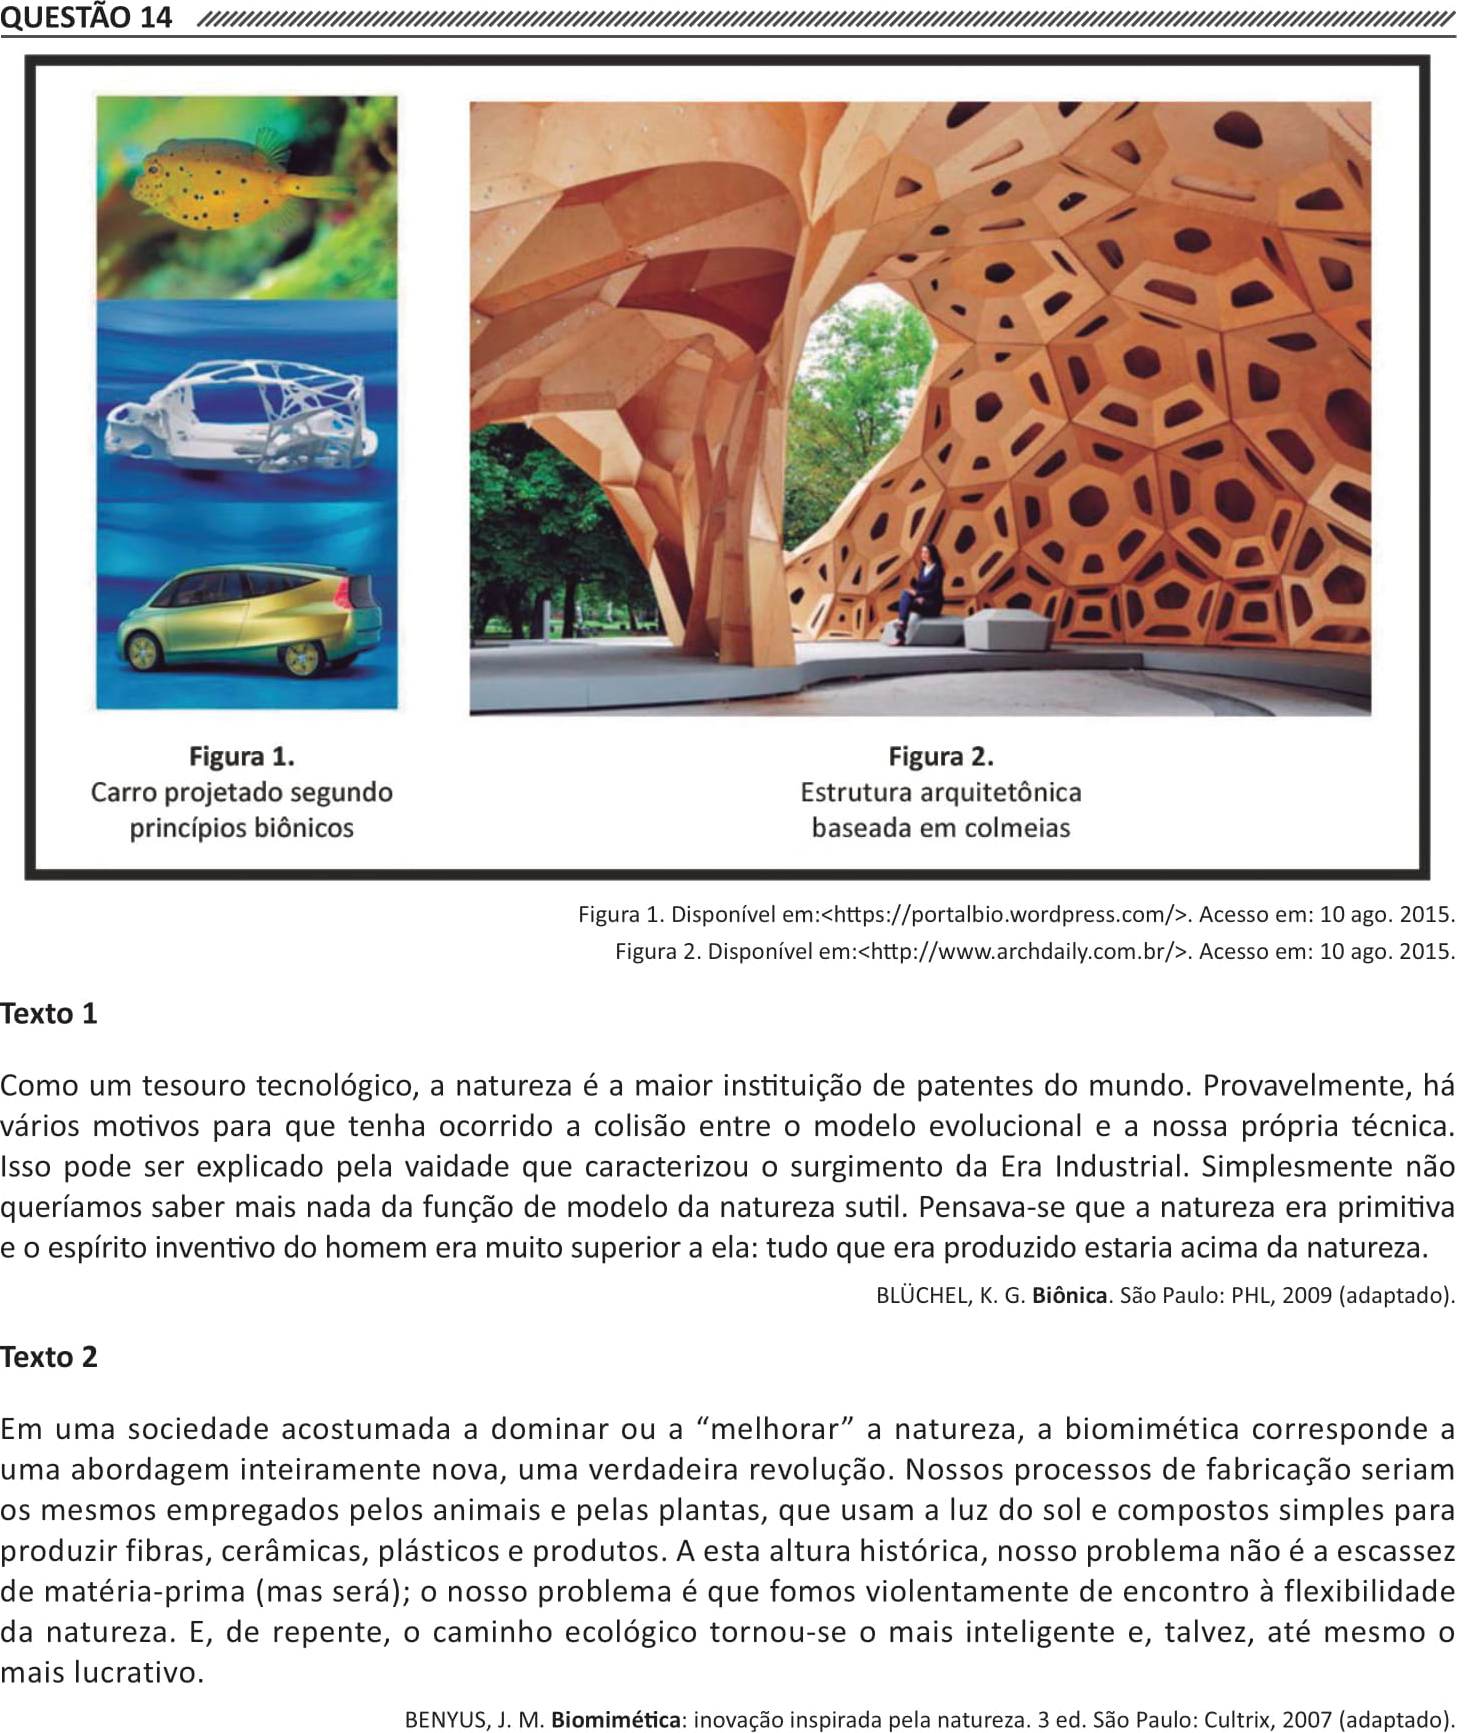 QUESTÃO 14
Figura 1.
Carro projetado segundo
princípios biônicos
Figura 2.
Estrutura arquitetônica
baseada em colmeias
Figura 1. Disponível em:<https://portalbio.wordpress.com/>. Acesso em: 10 ago. 2015.
Figura 2. Disponível em:<http://www.archdaily.com.br/>. Acesso em: 10 ago. 2015.
Texto 1
Como um tesouro tecnológico, a natureza é a maior instituição de patentes do mundo. Provavelmente, há
vários motivos para que tenha ocorrido a colisão entre o modelo evolucional e a nossa própria técnica.
Isso pode ser explicado pela vaidade que caracterizou o surgimento da Era Industrial. Simplesmente não
queríamos saber mais nada da função de modelo da natureza sutil. Pensava-se que a natureza era primitiva
e o espírito inventivo do homem era muito superior a ela: tudo que era produzido estaria acima da natureza.
BLÜCHEL, K. G. Biônica. São Paulo: PHL, 2009 (adaptado).
Texto 2
Em uma sociedade acostumada a dominar ou a “melhorar” a natureza, a biomimética corresponde a
uma abordagem inteiramente nova, uma verdadeira revolução. Nossos processos de fabricação seriam
os mesmos empregados pelos animais e pelas plantas, que usam a luz do sol e compostos simples para
produzir fibras, cerâmicas, plásticos e produtos. A esta altura histórica, nosso problema não é a escassez
de matéria-prima (mas será); o nosso problema é que fomos violentamente de encontro à flexibilidade
da natureza. E, de repente, o caminho ecológico tornou-se o mais inteligente e, talvez, até mesmo o
mais lucrativo.
BENYUS, J. M. Biomimética: inovação inspirada pela natureza. 3 ed. São Paulo: Cultrix, 2007 (adaptado).